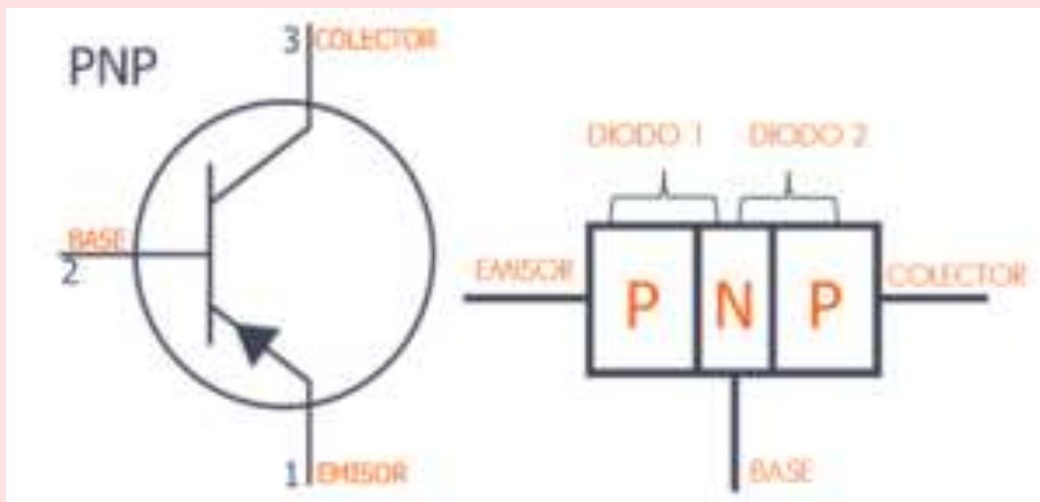 PNP
3 COLECTOR
BASE
2
1 EMISOR
DIODO 1 DIODO 2
EMISOR
P N P
COLECTOR
BASE